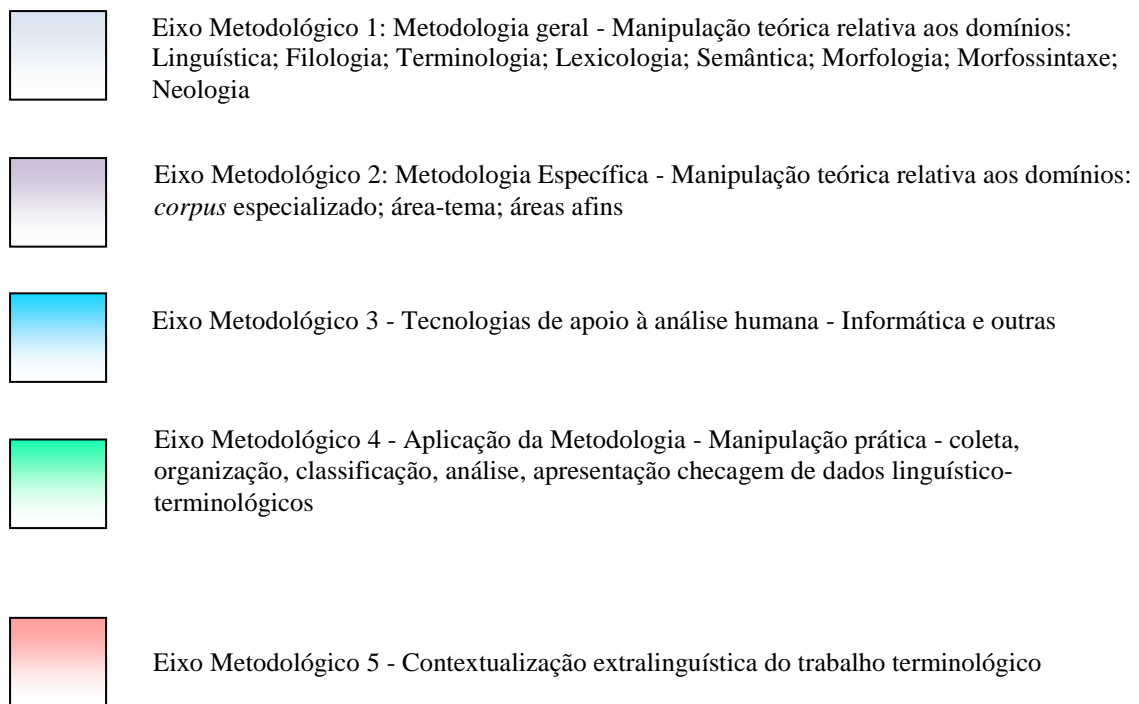 Eixo Metodológico 1: Metodologia geral - Manipulação teórica relativa aos domínios:
Linguística; Filologia; Terminologia; Lexicologia; Semântica; Morfologia; Morfossintaxe;
Neologia
Eixo Metodológico 2: Metodologia Específica - Manipulação teórica relativa aos domínios:
corpus especializado; área-tema; áreas afins
Eixo Metodológico 3 - Tecnologias de apoio à análise humana - Informática e outras
Eixo Metodológico 4 - Aplicação da Metodologia - Manipulação prática - coleta,
organização, classificação, análise, apresentação checagem de dados linguístico-
terminológicos
Eixo Metodológico 5 - Contextualização extralinguística do trabalho terminológico